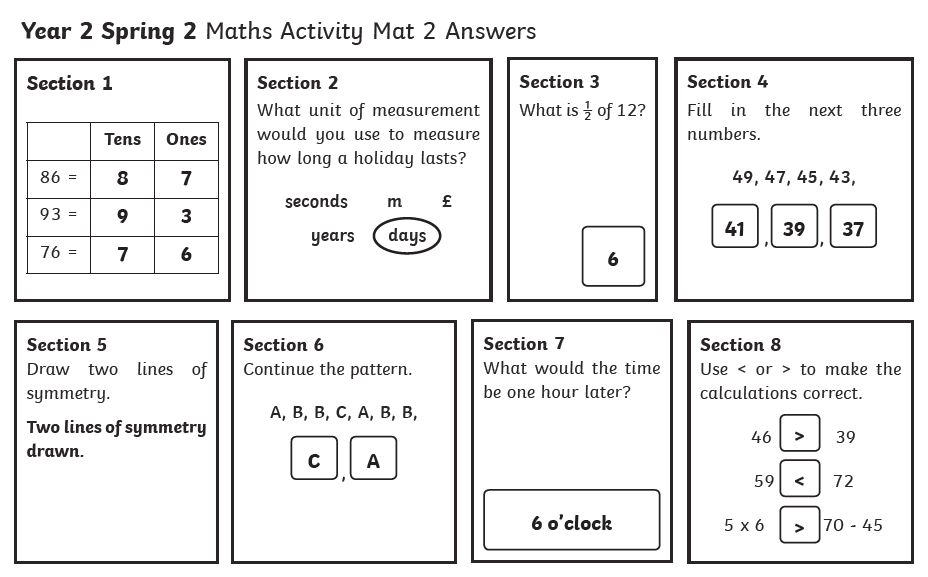 Year 2 Spring 2 Maths Activity Mat 2 Answers
Section 1
Tens Ones
86 = 8 7
93 = 9 3
76 = 7 6
Section 2
What unit of measurement
would you use to measure
how long a holiday lasts?
seconds m £
years days
Section 3
What is ½ of 12?
6
Section 4
Fill in the next three
numbers.
49, 47, 45, 43,
41 , 39 , 37
Section 5
Draw two lines of
symmetry.
Two lines of symmetry
drawn.
Section 6
Continue the pattern.
A, B, B, C, A, B, B,
C , A
Section 7
What would the time
be one hour later?
6 o'clock
Section 8
Use < or > to make the
calculations correct.
46 > 39
59 < 72
5 x 6 > 70 - 45